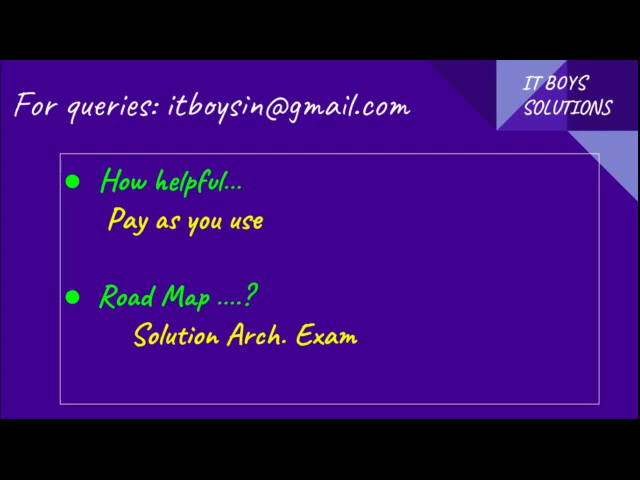 For queries: itboysin@gmail.com
IT BOYS
SOLUTIONS
● How helpful...
Pay as you use
● Road Map ....?
Solution Arch. Exam